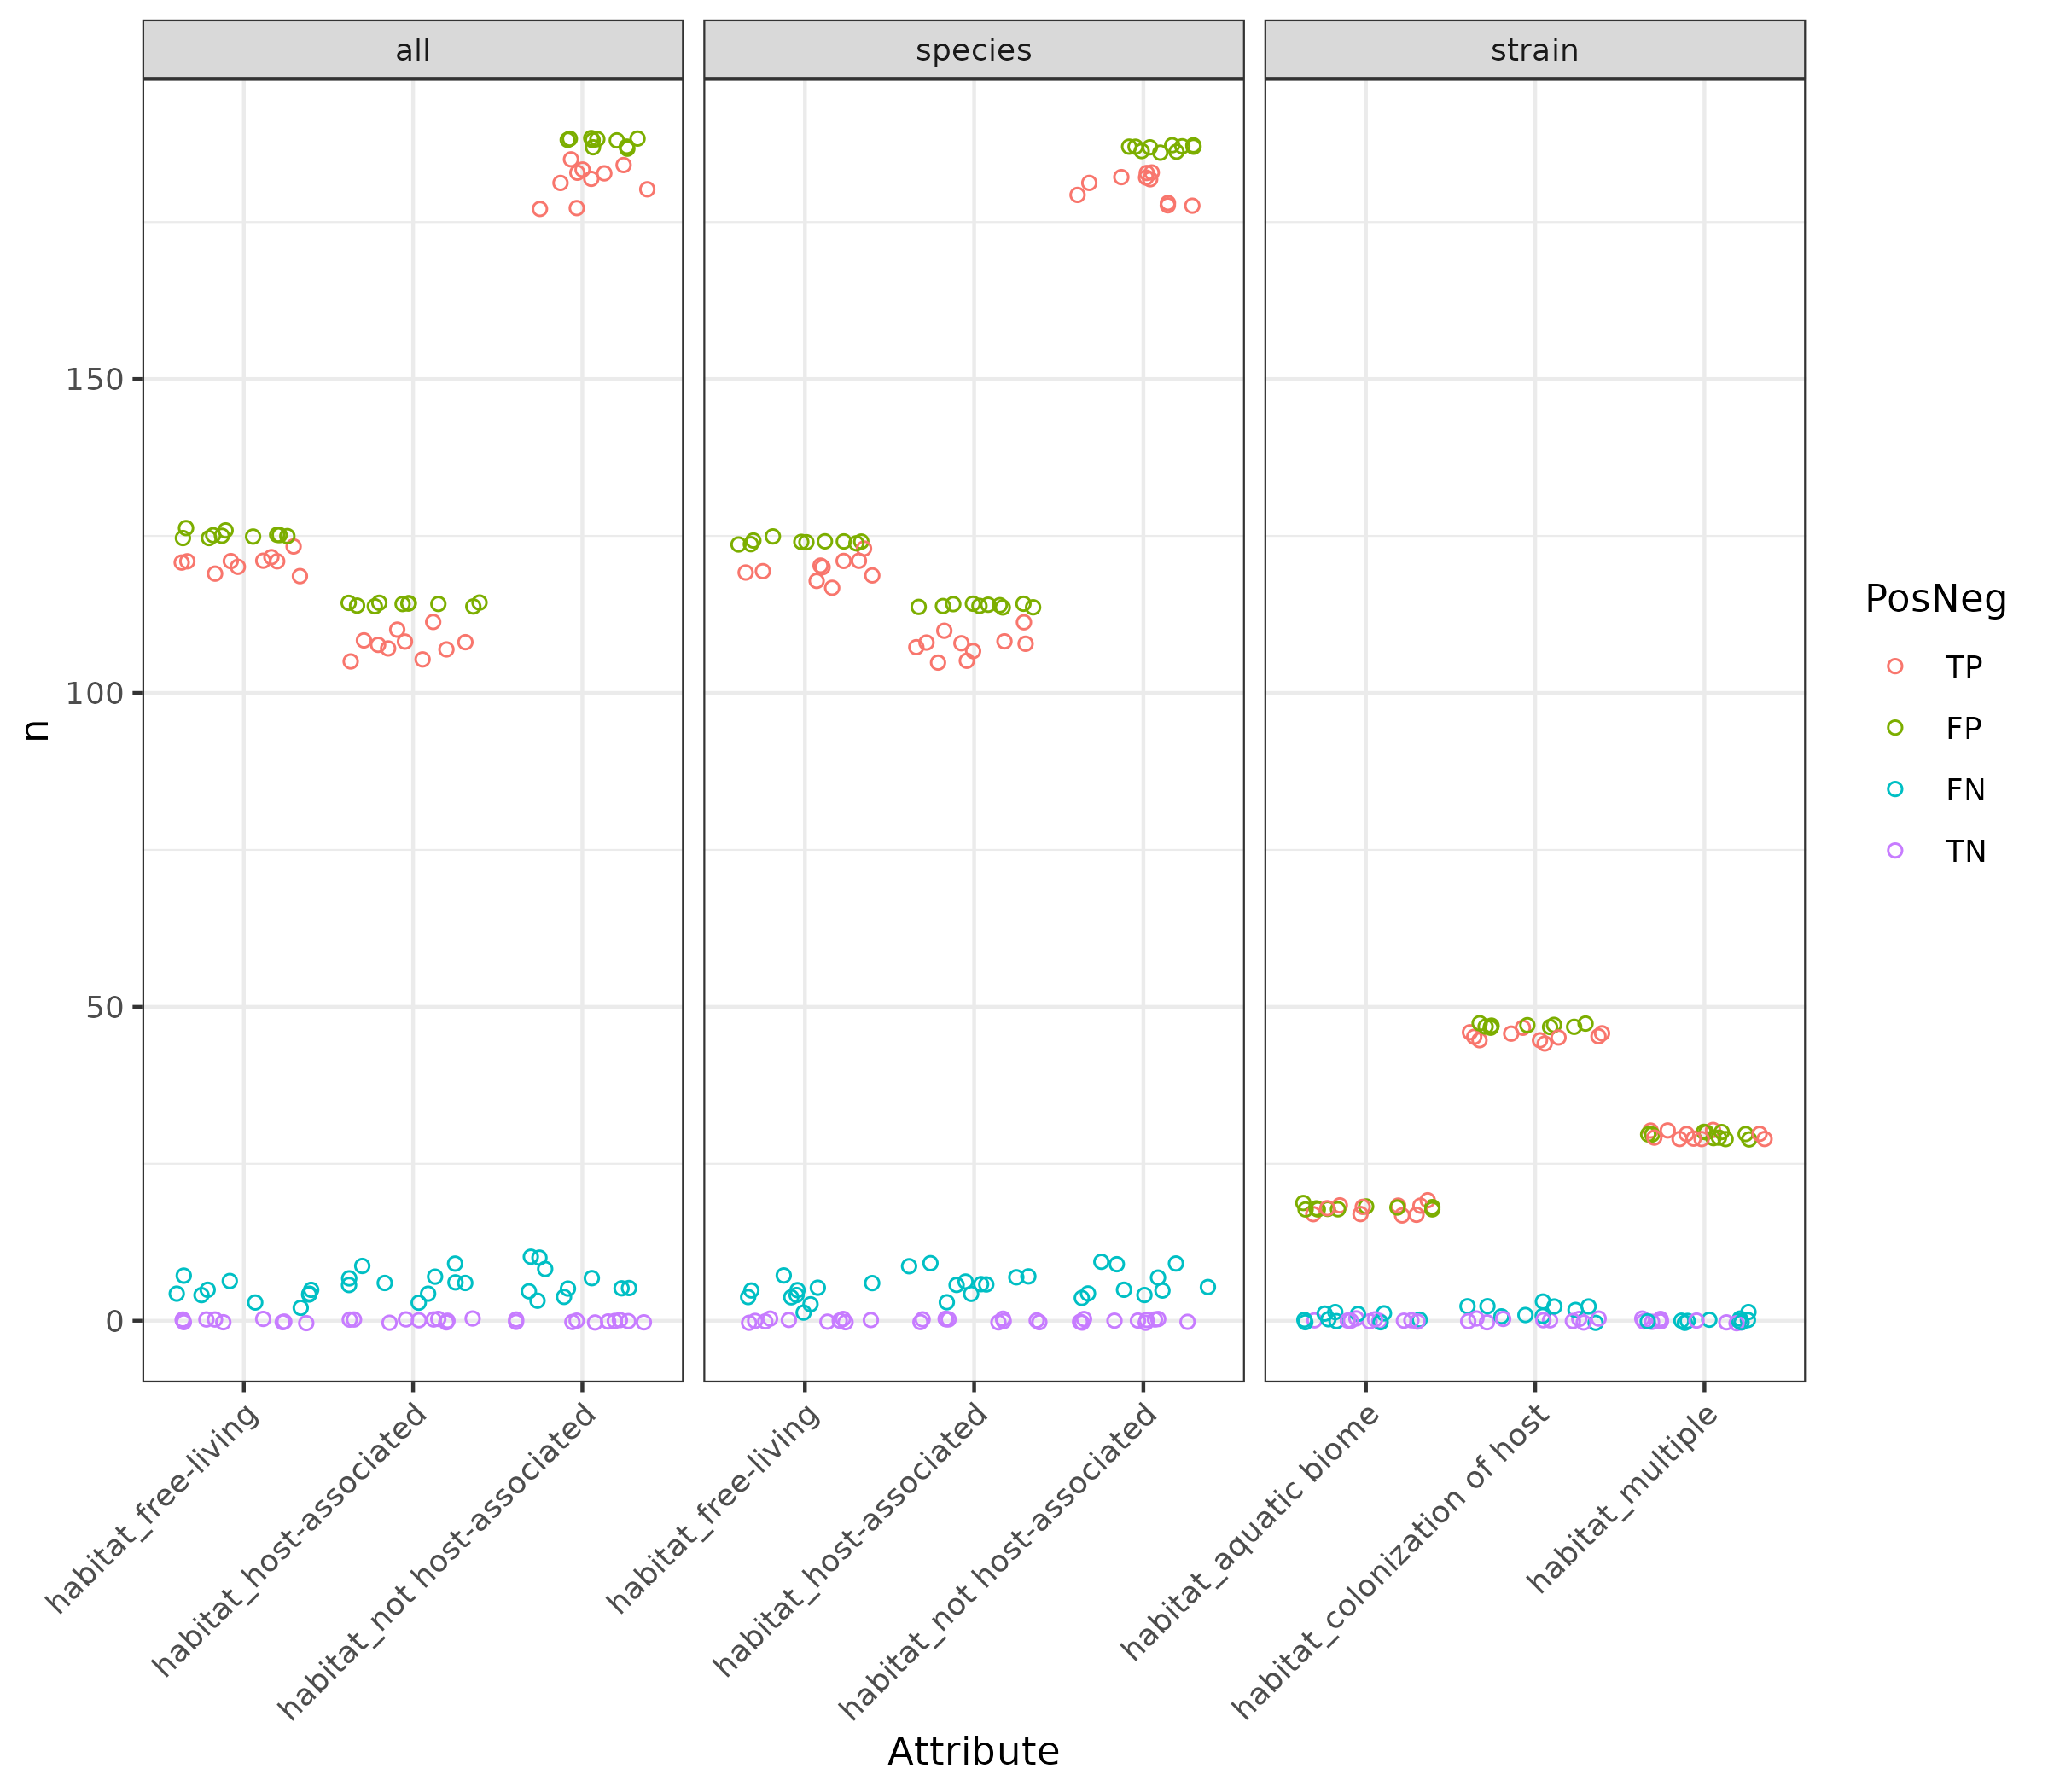 all
species
strain
150
100
50
0
n
habitat_free-living
habitat_host-associated
habitat_not host-associated
habitat_free-living
habitat_host-associated
habitat_not host-associated
habitat_aquatic biome
habitat_colonization of host
habitat_multiple
Attribute
PosNeg
TP
FP
FN
TN